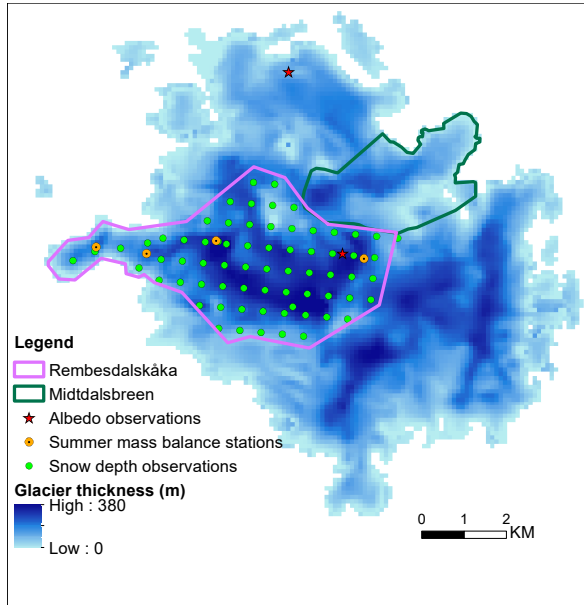 Legend
Rembesdalskåka
Midtdalsbreen
Albedo observations
Summer mass balance stations
Snow depth observations
Glacier thickness (m)
High : 380
Low : 0
0 1 2
KM